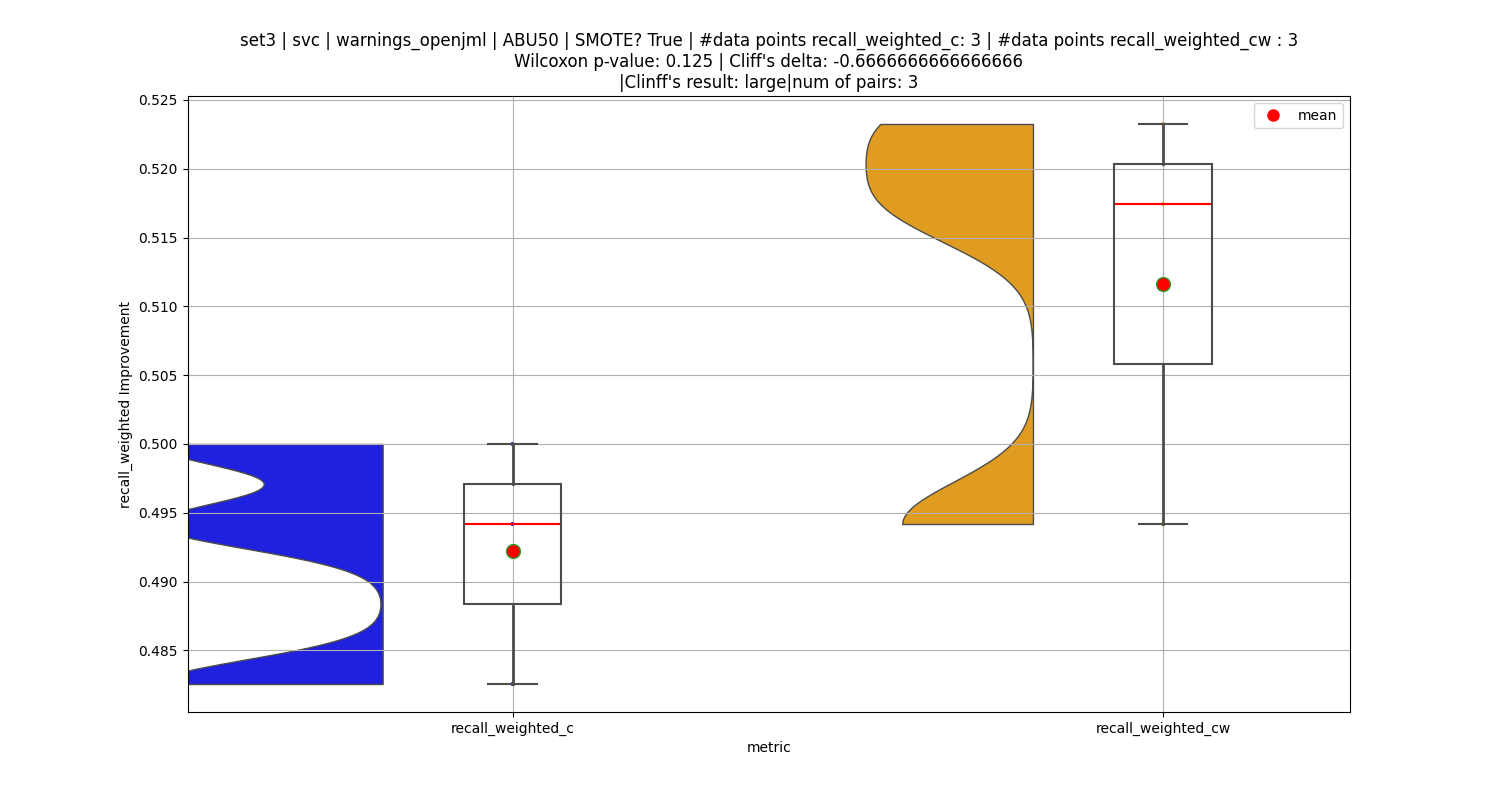 set3 | svc | warnings_openjml | ABU50 | SMOTE? True | #data points recall_weighted_c: 3 | #data points recall_weighted_cw : 3
Wilcoxon p-value: 0.125 | Cliff's delta: -0.6666666666666666
|Clinff's result: large|num of pairs: 3
mean
0.525
0.520
0.515
0.510
0.505
0.500
0.495
0.490
0.485
recall_weighted Improvement
recall_weighted_c
recall_weighted_cw
metric